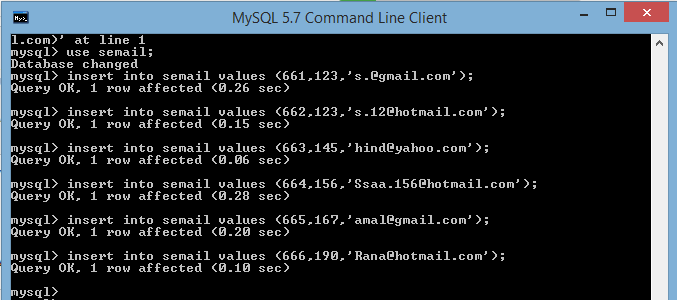 MySQL 5.7 Command Line Client
l.com)' at line 1
mysql> use semail;
Database changed
mysql> insert into semail values (661,123,'s.@gmail.com');
Query OK, 1 row affected (0.26 sec)
mysql> insert into semail values (662,123,'s.12@hotmail.com');
Query OK, 1 row affected (0.15 sec)
mysql> insert into semail values (663,145,'hind@yahoo.com');
Query OK, 1 row affected (0.06 sec)
mysql> insert into semail values (664,156,'Ssaa.156@hotmail.com');
Query OK, 1 row affected (0.28 sec)
mysql> insert into semail values (665,167,'amal@gmail.com');
Query OK, 1 row affected (0.20 sec)
mysql> insert into semail values (666,190,'Rana@hotmail.com');
Query OK, 1 row affected (0.10 sec)
mysql>